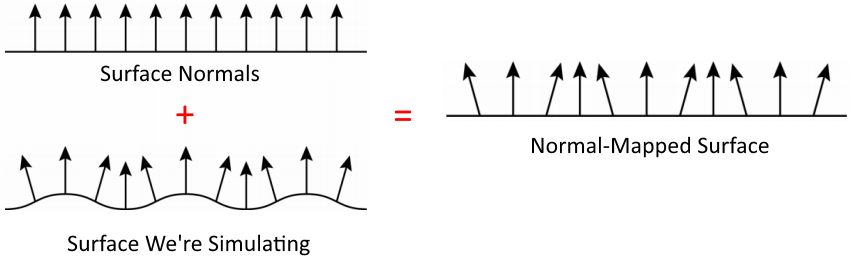 Surface Normals
+
=
Surface We're Simulating
Normal-Mapped Surface